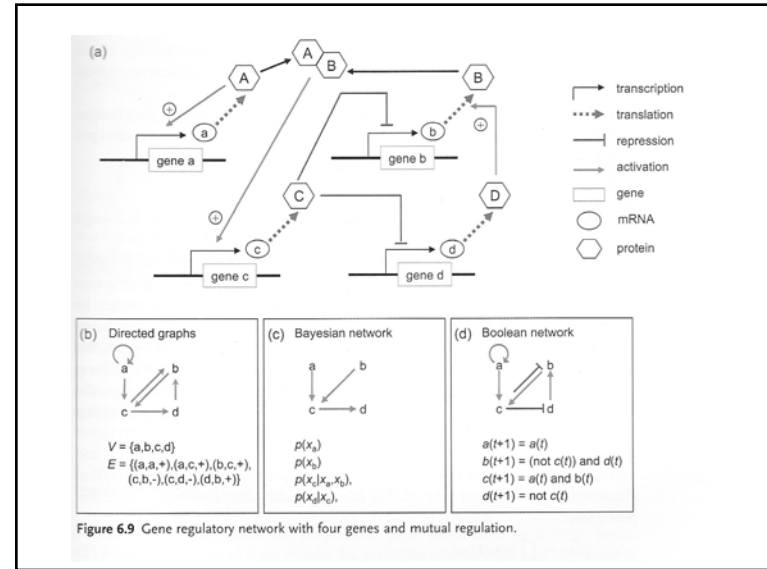 (a)
A
A
B
B
transcription
translation
repression
activation
gene
mRNA
protein
+
a
gene a
b
gene b
+
C
D
+
c
gene c
d
gene d
(b) Directed graphs
a
b
c
d
V = {a,b,c,d}
E = {(a,a,+),(a,c,+),(b,c,+),
(c,b,-),(c,d,-),(d,b,+)}
(c) Bayesian network
a
b
c
d
p(xa)
p(xb)
p(xc|xa,xb),
p(xd|xc),
(d) Boolean network
a
b
c
d
a(t+1) = a(t)
b(t+1) = (not c(t)) and d(t)
c(t+1) = a(t) and b(t)
d(t+1) = not c(t)
Figure 6.9 Gene regulatory network with four genes and mutual regulation.